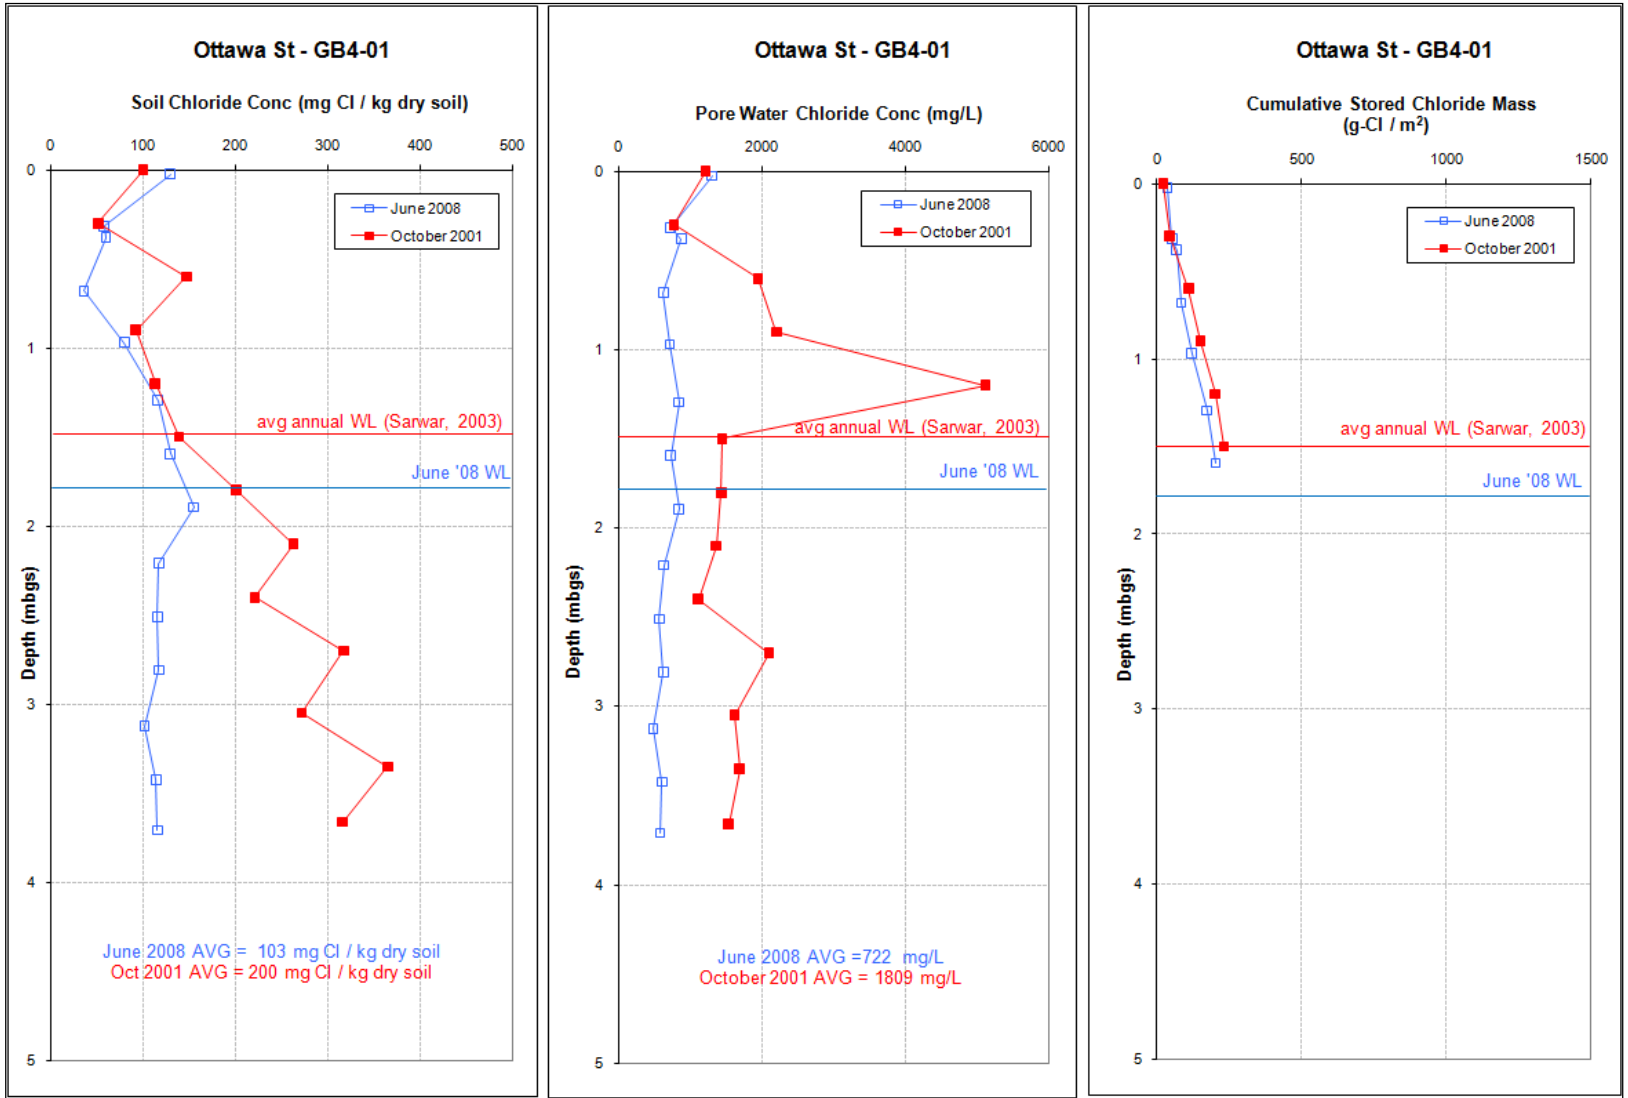 Ottawa St - GB4-01
Soil Chloride Conc (mg Cl / kg dry soil)
0 100 200 300 400 500
0
June 2008
October 2001
1
avg annual WL (Sarwar, 2003)
June '08 WL
2
Depth (mbgs)
3
4
June 2008 AVG = 103 mg Cl / kg dry soil
Oct 2001 AVG = 200 mg Cl / kg dry soil
5
Ottawa St - GB4-01
Pore Water Chloride Conc (mg/L)
0 2000 4000 6000
0
June 2008
October 2001
1
avg annual WL (Sarwar, 2003)
June '08 WL
2
Depth (mbgs)
3
4
June 2008 AVG =722 mg/L
October 2001 AVG = 1809 mg/L
5
Ottawa St - GB4-01
Cumulative Stored Chloride Mass
(g-Cl / m²)
0 500 1000 1500
0
June 2008
October 2001
1
avg annual WL (Sarwar, 2003)
June '08 WL
2
Depth (mbgs)
3
4
5